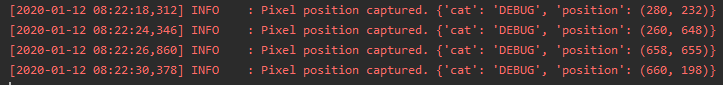 [2020-01-12 08:22:18,312] INFO    : Pixel position captured. {'cat': 'DEBUG', 'position': (280, 232)}
[2020-01-12 08:22:24,346] INFO    : Pixel position captured. {'cat': 'DEBUG', 'position': (260, 648)}
[2020-01-12 08:22:26,860] INFO    : Pixel position captured. {'cat': 'DEBUG', 'position': (658, 655)}
[2020-01-12 08:22:30,378] INFO    : Pixel position captured. {'cat': 'DEBUG', 'position': (660, 198)}